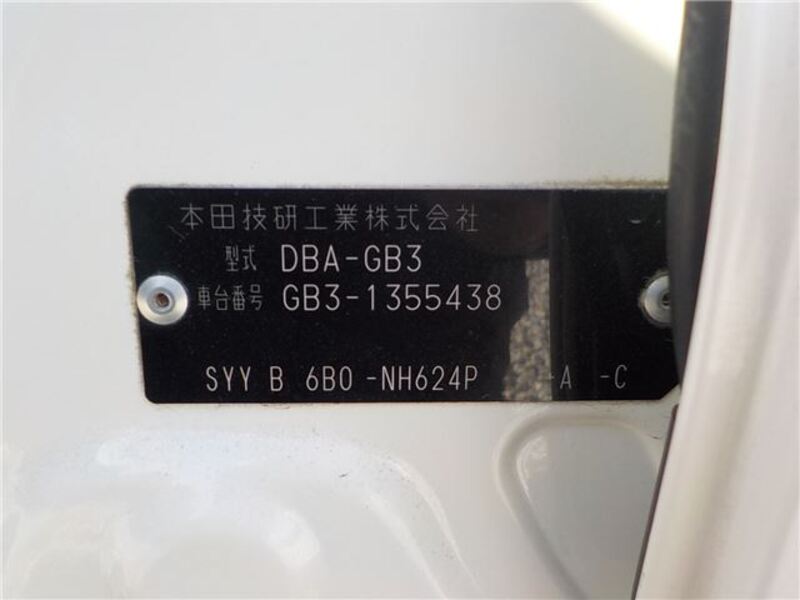 本田技研工業株式会社
型式 DBA-GB3
車台番号 GB3-1355438
SYY B 6B0 -NH624P -A -C